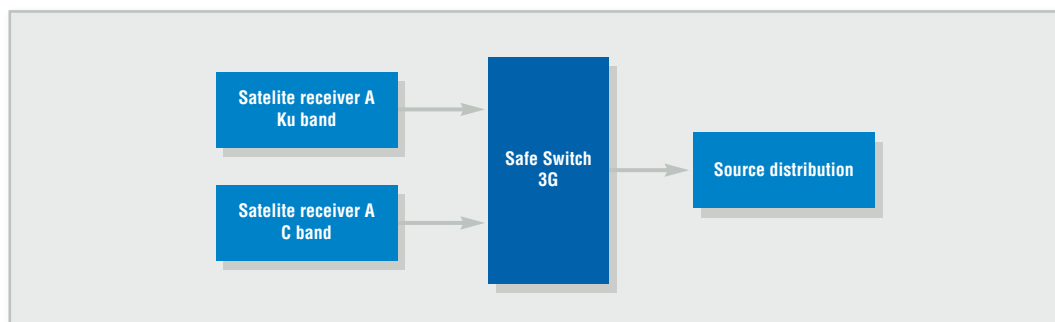 Satelite receiver A
Ku band
Satelite receiver A
C band
Safe Switch
3G
Source distribution